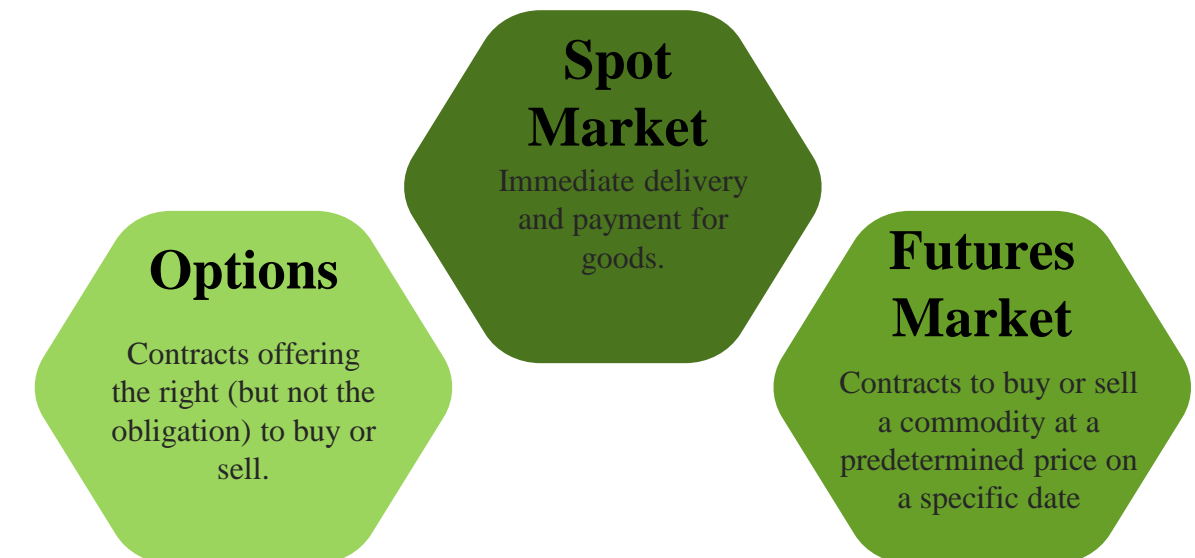 Spot
Market
Immediate delivery
and payment for
goods.
Options
Contracts offering
the right (but not the
obligation) to buy or
sell.
Futures
Market
Contracts to buy or sell
a commodity at a
predetermined price on
a specific date